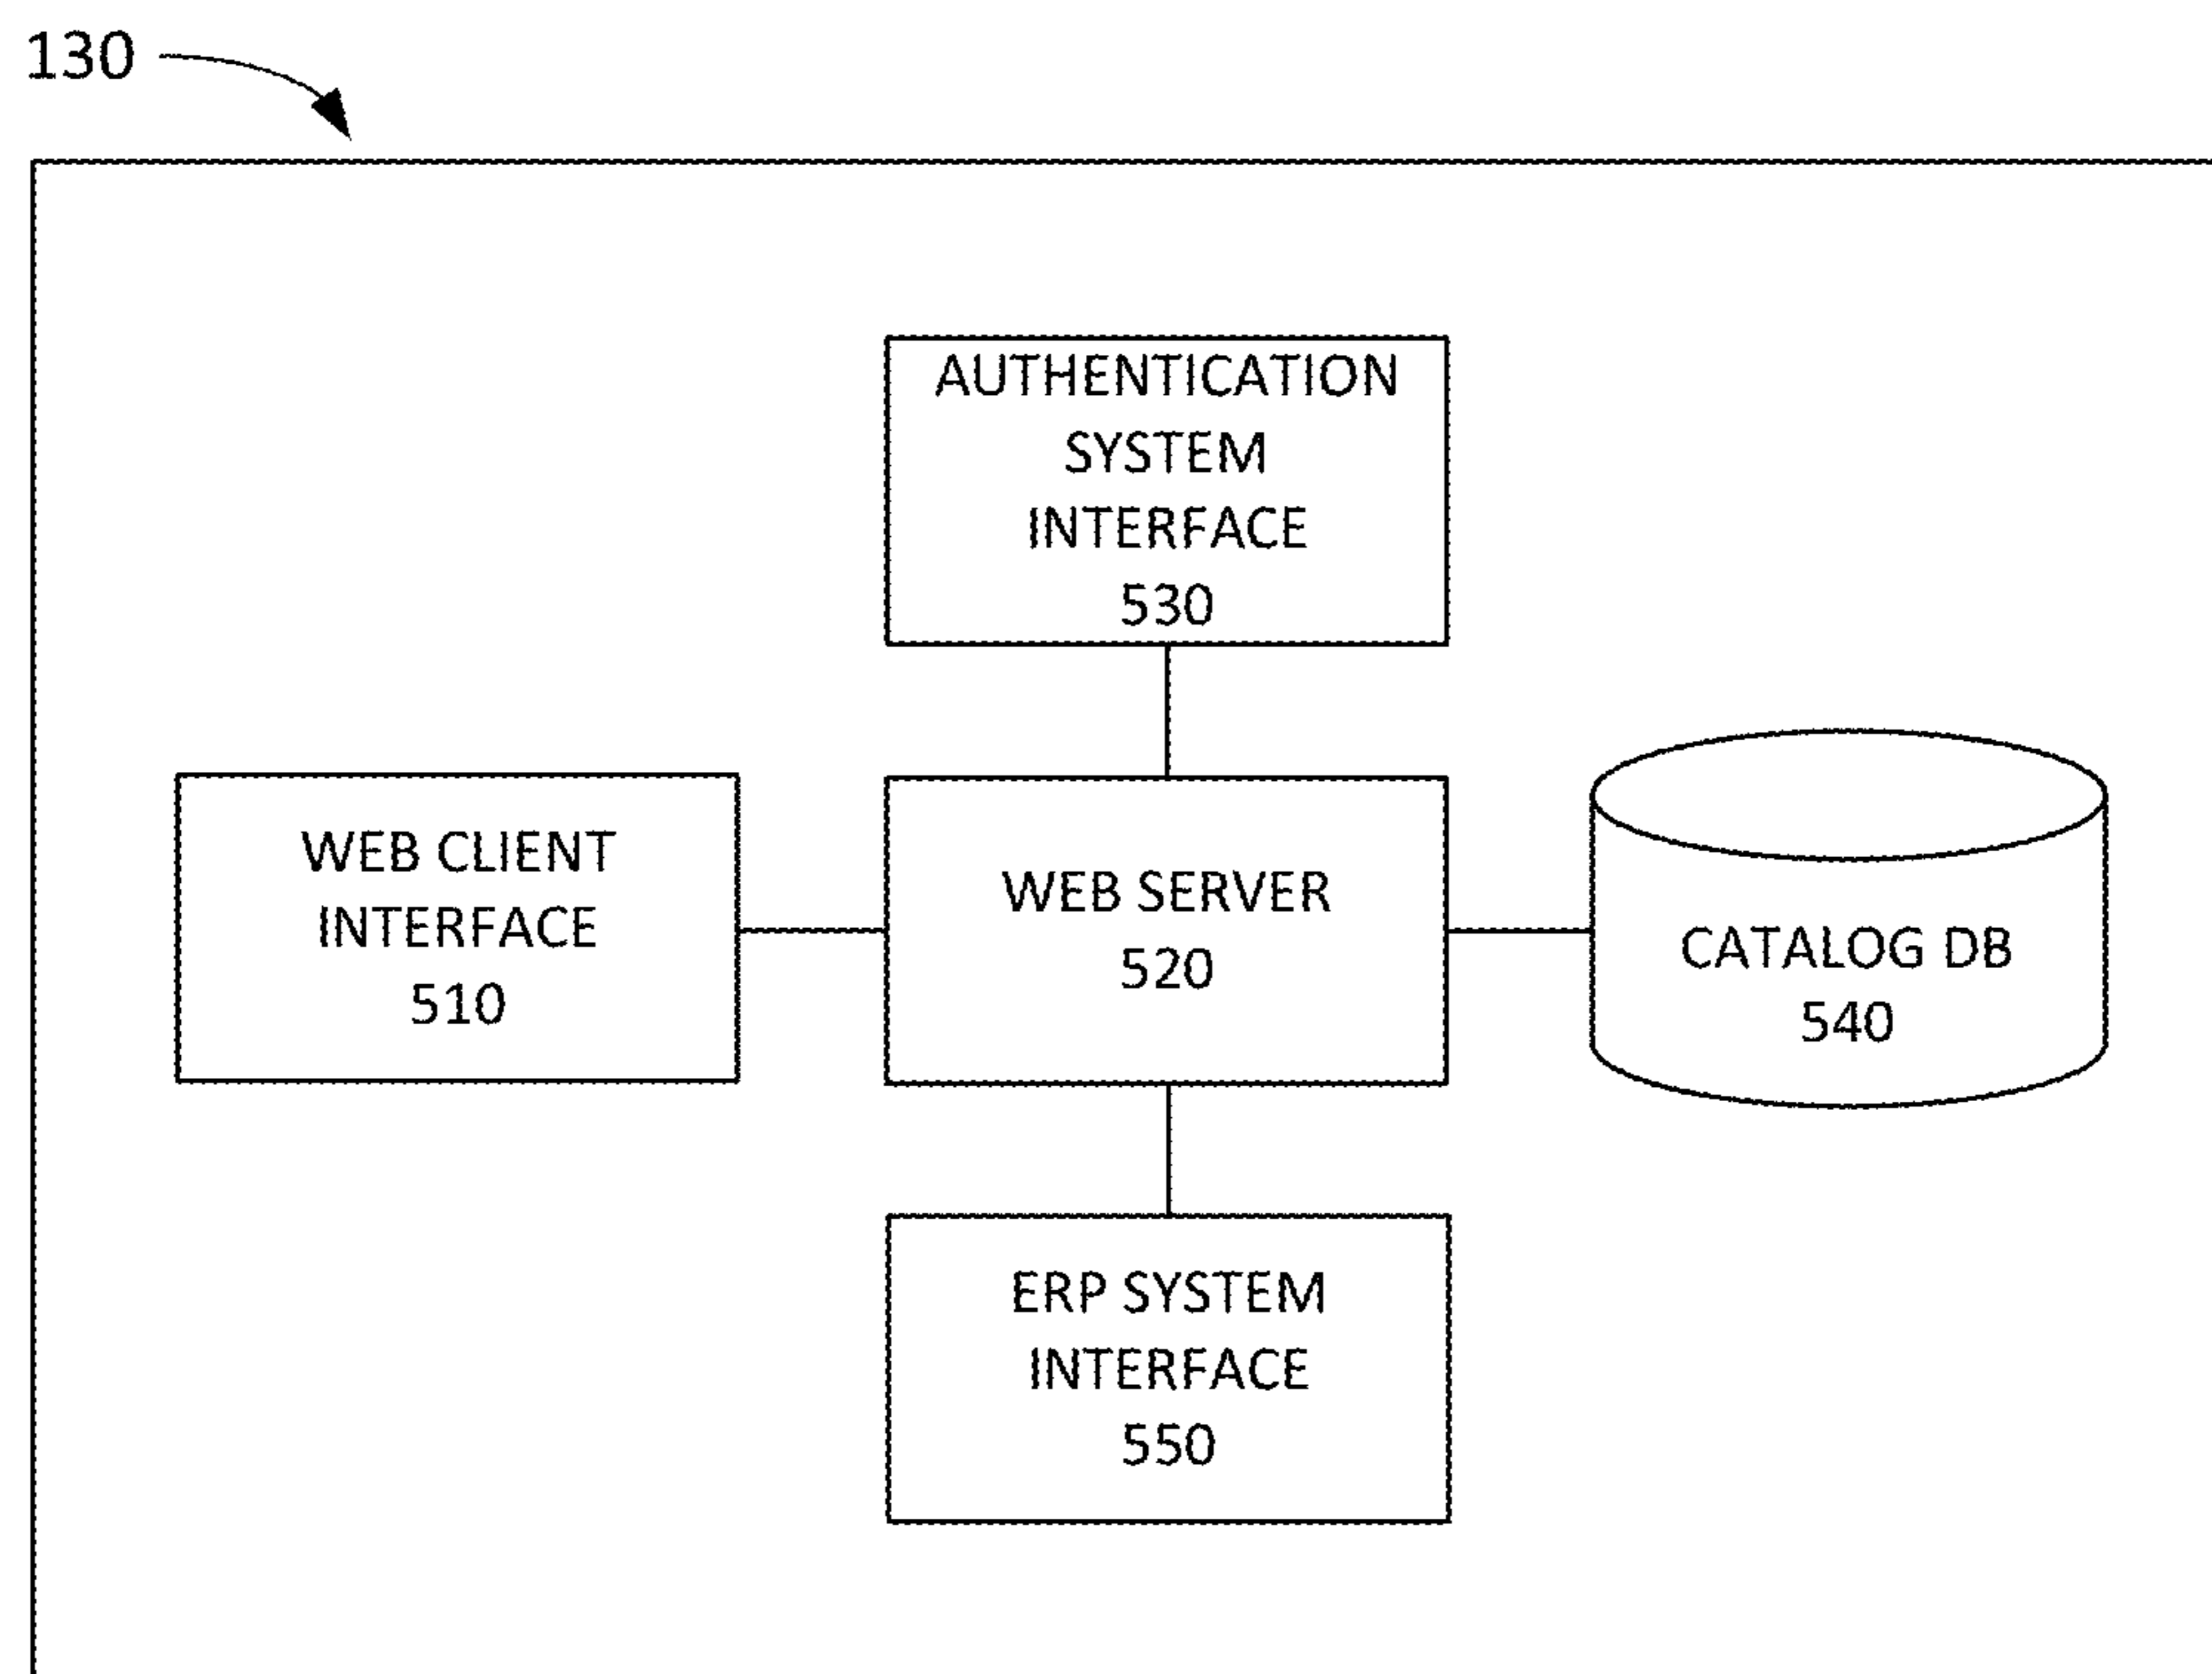 130
AUTHENTICATION
SYSTEM
INTERFACE
530
WEB CLIENT
INTERFACE
510
WEB SERVER
520
CATALOG DB
540
ERP SYSTEM
INTERFACE
550